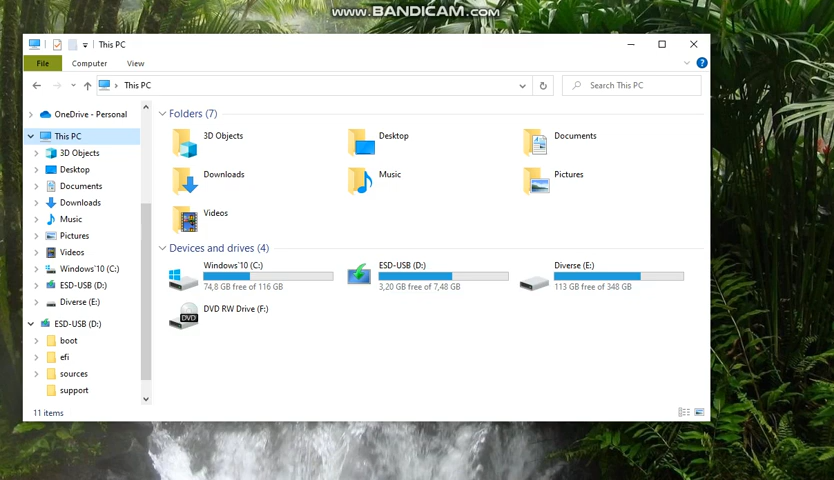 www.BANDICAM.com
This PC
File
Computer
View
This PC
Search This PC
OneDrive - Personal
This PC
3D Objects
Desktop
Documents
Downloads
Music
Pictures
Videos
Windows`10 (C:)
ESD-USB (D:)
Diverse (E:)
ESD-USB (D:)
boot
efi
sources
support
Folders (7)
3D Objects
Desktop
Documents
Downloads
Music
Pictures
Videos
Devices and drives (4)
Windows`10 (C:)
74,8 GB free of 116 GB
ESD-USB (D:)
3,20 GB free of 7,48 GB
Diverse (E:)
113 GB free of 348 GB
DVD RW Drive (F:)
DVD
11 items